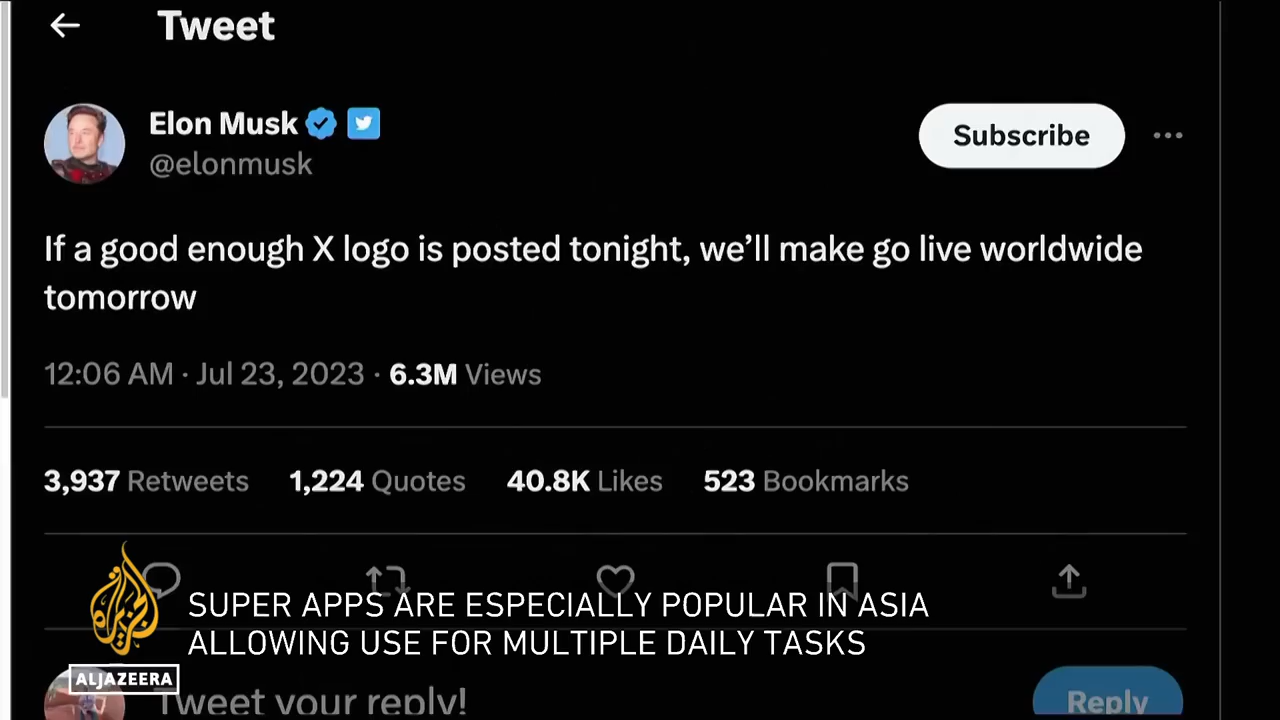 Tweet
Elon Musk
@elonmusk
Subscribe
If a good enough X logo is posted tonight, we’ll make go live worldwide
tomorrow
12:06 AM · Jul 23, 2023 · 6.3M Views
3,937 Retweets 1,224 Quotes 40.8K Likes 523 Bookmarks
SUPER APPS ARE ESPECIALLY POPULAR IN ASIA
ALLOWING USE FOR MULTIPLE DAILY TASKS
ALJAZEERA
Tweet your reply!
Reply